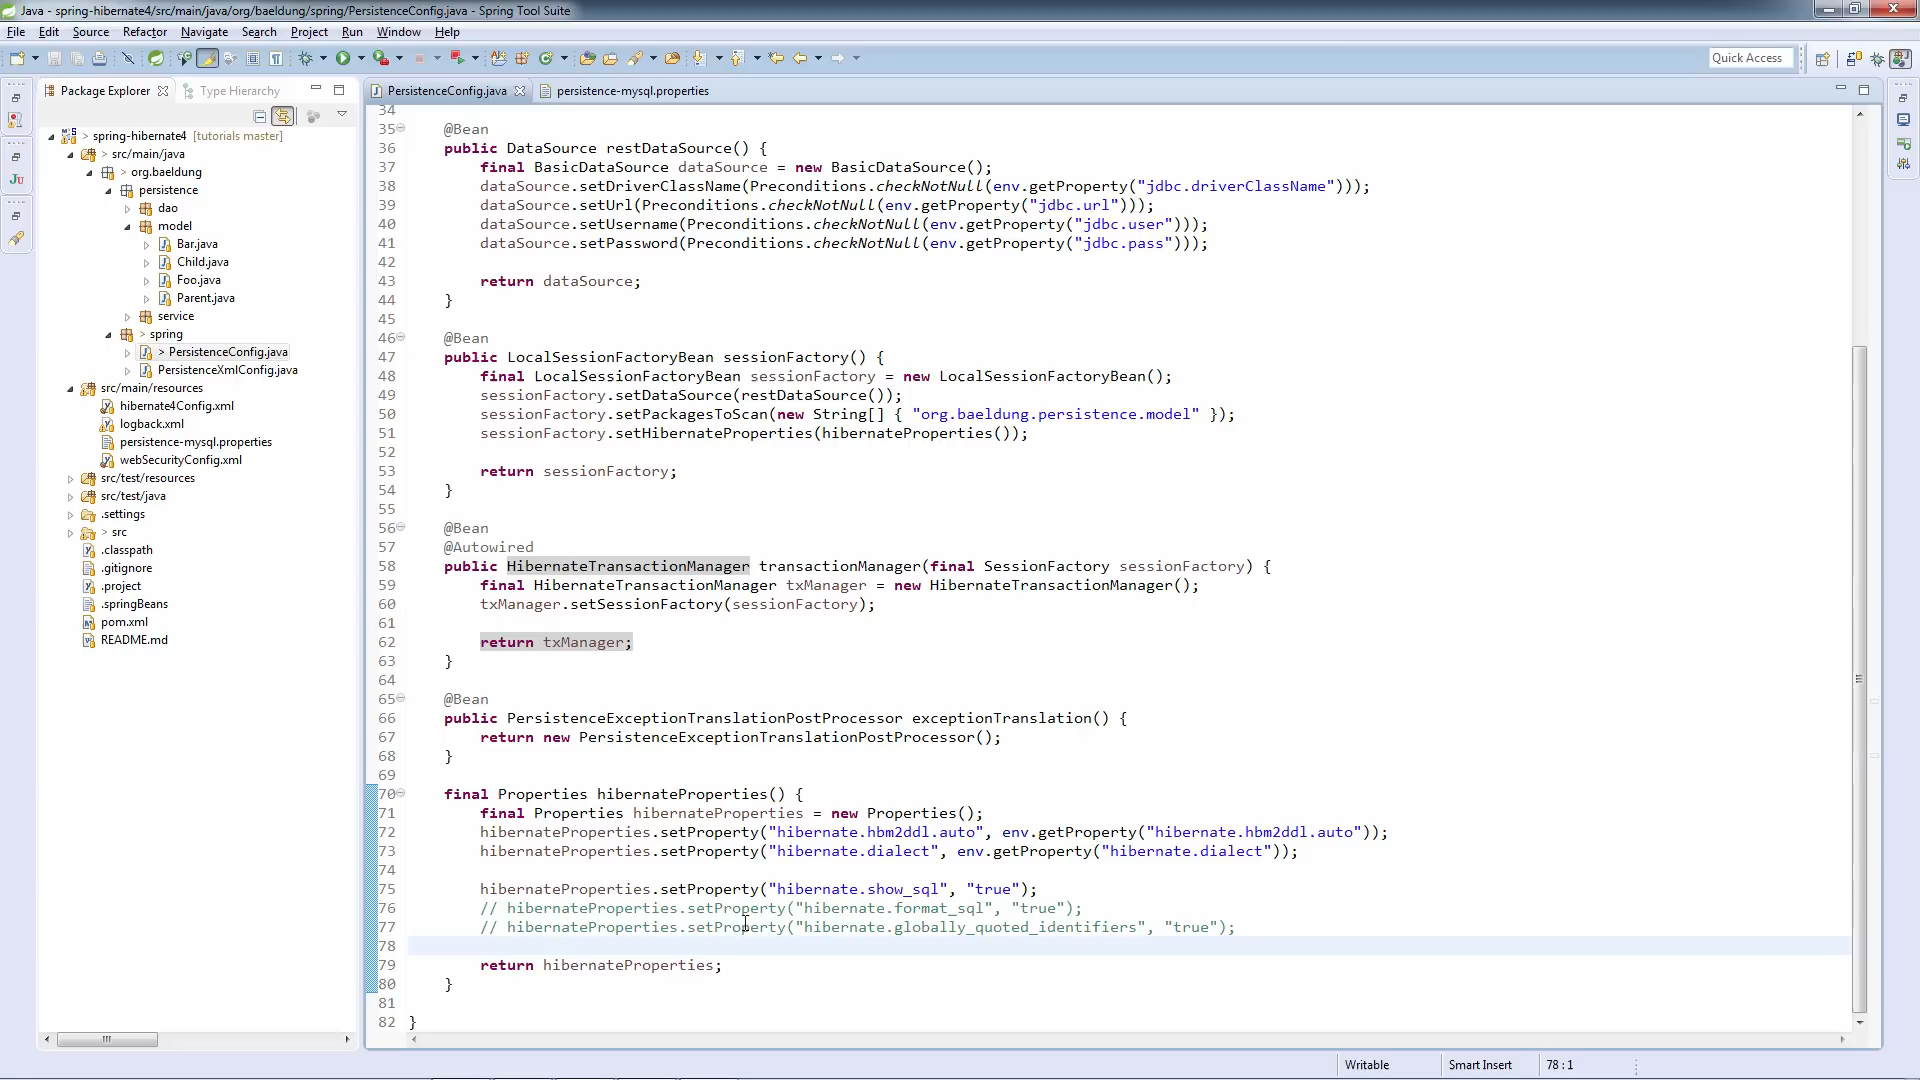 Java - spring-hibernate4/src/main/java/org/baeldung/spring/PersistenceConfig.java - Spring Tool Suite
File Edit Source Refactor Navigate Search Project Run Window Help
Quick Access
Package Explorer Type Hierarchy
PersistenceConfig.java persistence-mysql.properties
> spring-hibernate4 [tutorials master]
> src/main/java
> org.baeldung
persistence
dao
model
Bar.java
Child.java
Foo.java
Parent.java
service
> spring
> PersistenceConfig.java
PersistenceXmlConfig.java
src/main/resources
hibernate4Config.xml
logback.xml
persistence-mysql.properties
webSecurityConfig.xml
src/test/resources
src/test/java
.settings
> src
.classpath
.gitignore
.project
.springBeans
pom.xml
README.md
34
35 @Bean
36 public DataSource restDataSource() {
37 final BasicDataSource dataSource = new BasicDataSource();
38 dataSource.setDriverClassName(Preconditions.checkNotNull(env.getProperty("jdbc.driverClassName")));
39 dataSource.setUrl(Preconditions.checkNotNull(env.getProperty("jdbc.url")));
40 dataSource.setUsername(Preconditions.checkNotNull(env.getProperty("jdbc.user")));
41 dataSource.setPassword(Preconditions.checkNotNull(env.getProperty("jdbc.pass")));
42
43 return dataSource;
44 }
45
46 @Bean
47 public LocalSessionFactoryBean sessionFactory() {
48 final LocalSessionFactoryBean sessionFactory = new LocalSessionFactoryBean();
49 sessionFactory.setDataSource(restDataSource());
50 sessionFactory.setPackagesToScan(new String[] { "org.baeldung.persistence.model" });
51 sessionFactory.setHibernateProperties(hibernateProperties());
52
53 return sessionFactory;
54 }
55
56 @Bean
57 @Autowired
58 public HibernateTransactionManager transactionManager(final SessionFactory sessionFactory) {
59 final HibernateTransactionManager txManager = new HibernateTransactionManager();
60 txManager.setSessionFactory(sessionFactory);
61
62 return txManager;
63 }
64
65 @Bean
66 public PersistenceExceptionTranslationPostProcessor exceptionTranslation() {
67 return new PersistenceExceptionTranslationPostProcessor();
68 }
69
70 final Properties hibernateProperties() {
71 final Properties hibernateProperties = new Properties();
72 hibernateProperties.setProperty("hibernate.hbm2ddl.auto", env.getProperty("hibernate.hbm2ddl.auto"));
73 hibernateProperties.setProperty("hibernate.dialect", env.getProperty("hibernate.dialect"));
74
75 hibernateProperties.setProperty("hibernate.show_sql", "true");
76 // hibernateProperties.setProperty("hibernate.format_sql", "true");
77 // hibernateProperties.setProperty("hibernate.globally_quoted_identifiers", "true");
78
79 return hibernateProperties;
80 }
81
82 }
Writable Smart Insert 78 : 1